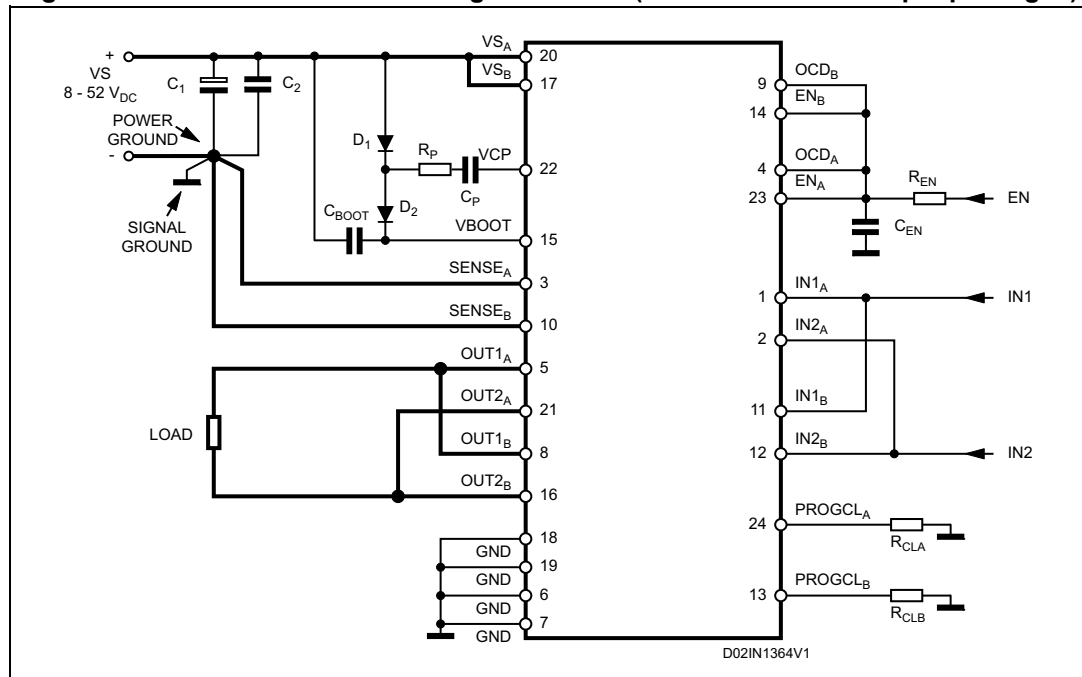 +
VS
8 - 52 VDC
C1
C2
POWER
GROUND
-
SIGNAL
GROUND
D1
RP
VCP
CP
CBOOT
D2
VBOOT
SENSEA
SENSEB
OUT1A
OUT2A
OUT1B
OUT2B
LOAD
GND
GND
GND
GND
VSA
VSB
20
17
22
15
3
10
5
21
8
16
18
19
6
7
9
14
4
23
1
2
11
12
24
13
OCDB
ENB
OCDA
ENA
REN
EN
CEN
IN1A
IN1
IN2A
IN1B
IN2B
IN2
PROGCLA
RCLA
PROGCLB
RCLB
D02IN1364V1